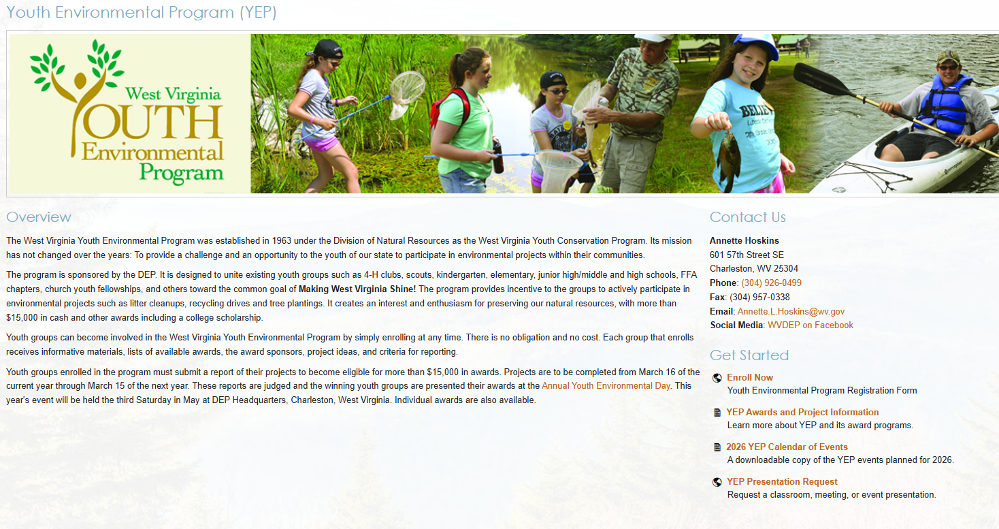 Youth Environmental Program (YEP)
West Virginia
YOUTH
Environmental
Program
BELIEVE
Overview
The West Virginia Youth Environmental Program was established in 1963 under the Division of Natural Resources as the West Virginia Youth Conservation Program. Its mission
has not changed over the years: To provide a challenge and an opportunity to the youth of our state to participate in environmental projects within their communities.
The program is sponsored by the DEP. It is designed to unite existing youth groups such as 4-H clubs, scouts, kindergarten, elementary, junior high/middle and high schools, FFA
chapters, church youth fellowships, and others toward the common goal of Making West Virginia Shine! The program provides incentive to the groups to actively participate in
environmental projects such as litter cleanups, recycling drives and tree plantings. It creates an interest and enthusiasm for preserving our natural resources, with more than
$15,000 in cash and other awards including a college scholarship.
Youth groups can become involved in the West Virginia Youth Environmental Program by simply enrolling at any time. There is no obligation and no cost. Each group that enrolls
receives informative materials, lists of available awards, the award sponsors, project ideas, and criteria for reporting.
Youth groups enrolled in the program must submit a report of their projects to become eligible for more than $15,000 in awards. Projects are to be completed from March 16 of the
current year through March 15 of the next year. These reports are judged and the winning youth groups are presented their awards at the Annual Youth Environmental Day. This
year's event will be held the third Saturday in May at DEP Headquarters, Charleston, West Virginia. Individual awards are also available.
Contact Us
Annette Hoskins
601 57th Street SE
Charleston, WV 25304
Phone: (304) 926-0499
Fax: (304) 957-0338
Email: Annette.L.Hoskins@wv.gov
Social Media: WVDEP on Facebook
Get Started
Enroll Now
Youth Environmental Program Registration Form
YEP Awards and Project Information
Learn more about YEP and its award programs.
2026 YEP Calendar of Events
A downloadable copy of the YEP events planned for 2026.
YEP Presentation Request
Request a classroom, meeting, or event presentation.